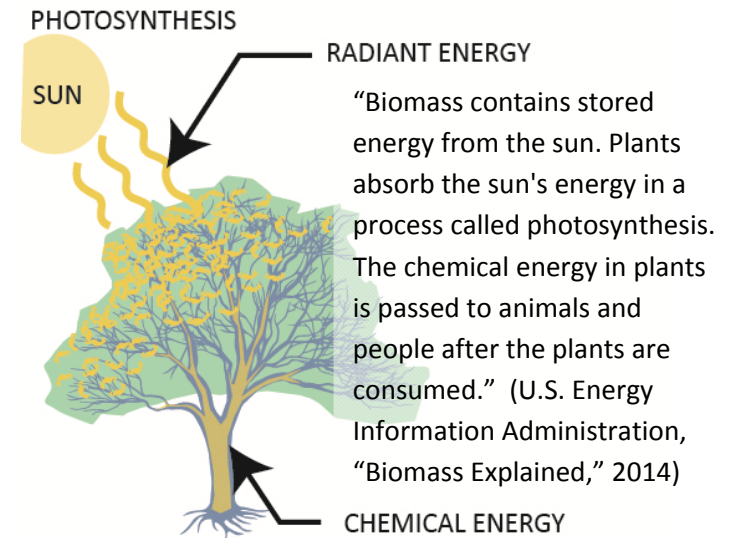 PHOTOSYNTHESIS
SUN
RADIANT ENERGY
“Biomass contains stored
energy from the sun. Plants
absorb the sun's energy in a
process called photosynthesis.
The chemical energy in plants
is passed to animals and
people after the plants are
consumed.”  (U.S. Energy
Information Administration,
“Biomass Explained,” 2014)
CHEMICAL ENERGY